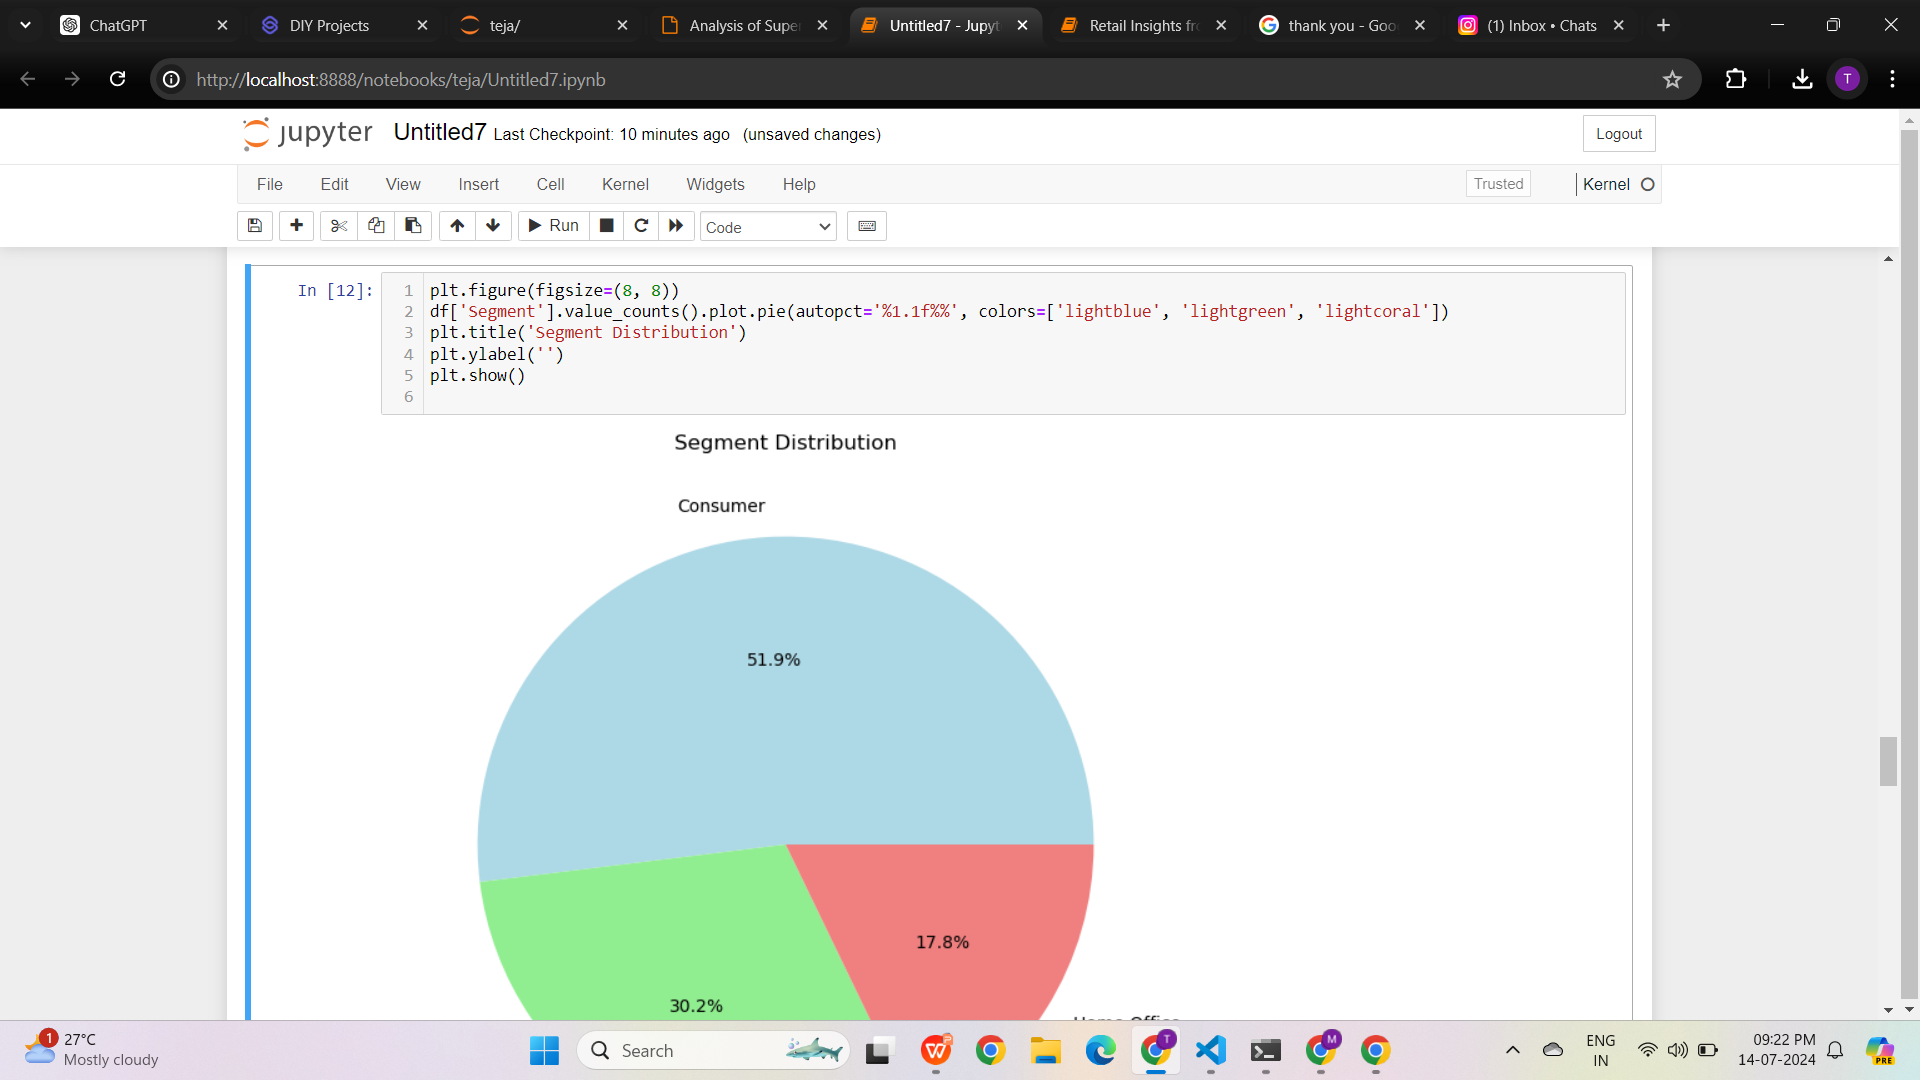 ChatGPT
DIY Projects
teja/
Analysis of Super
Untitled7 - Jupyt
Retail Insights fr
thank you - Goo
(1) Inbox • Chats
http://localhost:8888/notebooks/teja/Untitled7.ipynb
T
jupyter Untitled7 Last Checkpoint: 10 minutes ago (unsaved changes)
Logout
File Edit View Insert Cell Kernel Widgets Help
Trusted
Kernel
Run
Code
In [12]:
1 plt.figure(figsize=(8, 8))
2 df['Segment'].value_counts().plot.pie(autopct='%1.1f%%', colors=['lightblue', 'lightgreen', 'lightcoral'])
3 plt.title('Segment Distribution')
4 plt.ylabel('')
5 plt.show()
6
Segment Distribution
Consumer
51.9%
17.8%
30.2%
Home Office
1
27°C
Mostly cloudy
Search
T
M
ENG
IN
09:22 PM
14-07-2024
PRE